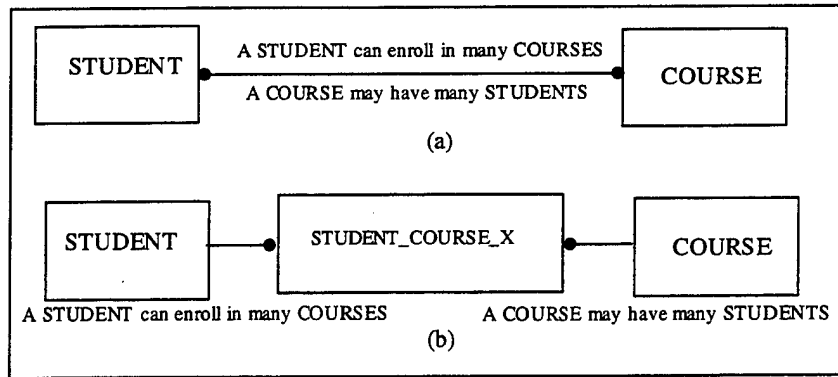 A STUDENT can enroll in many COURSES
STUDENT
COURSE
A COURSE may have many STUDENTS
(a)
STUDENT
STUDENT_COURSE_X
COURSE
A STUDENT can enroll in many COURSES
A COURSE may have many STUDENTS
(b)